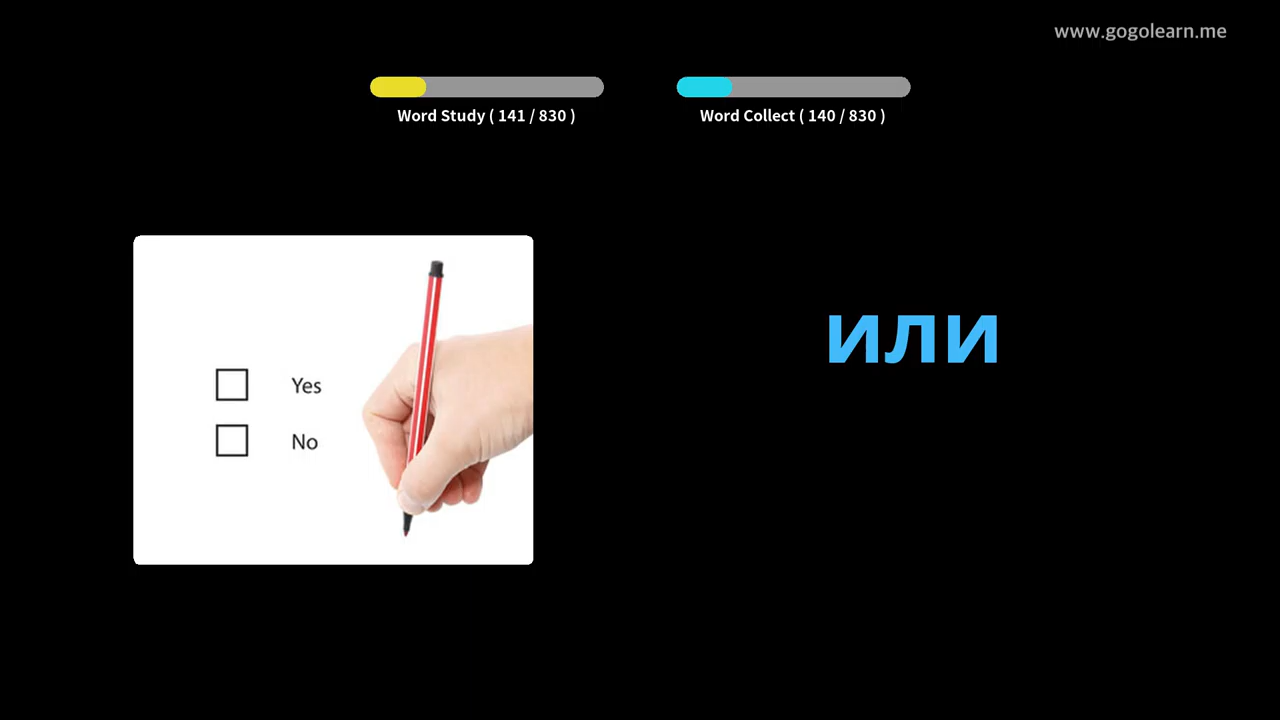 www.gogolearn.me
Word Study ( 141 / 830 )
Word Collect ( 140 / 830 )
Yes
No
или